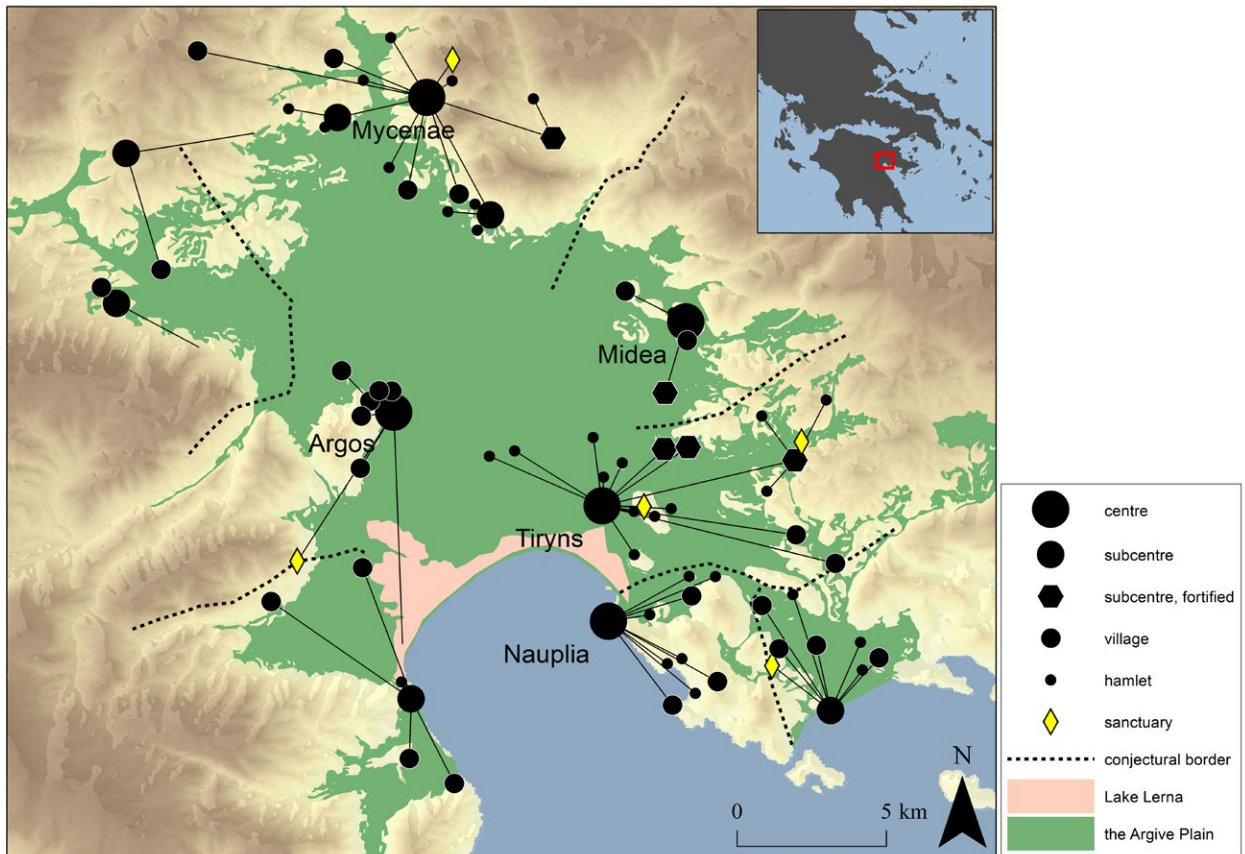 Mycenae
Midea
Argos
Tiryns
Nauplia
N
0 5 km
centre
subcentre
subcentre, fortified
village
hamlet
sanctuary
conjectural border
Lake Lerna
the Argive Plain